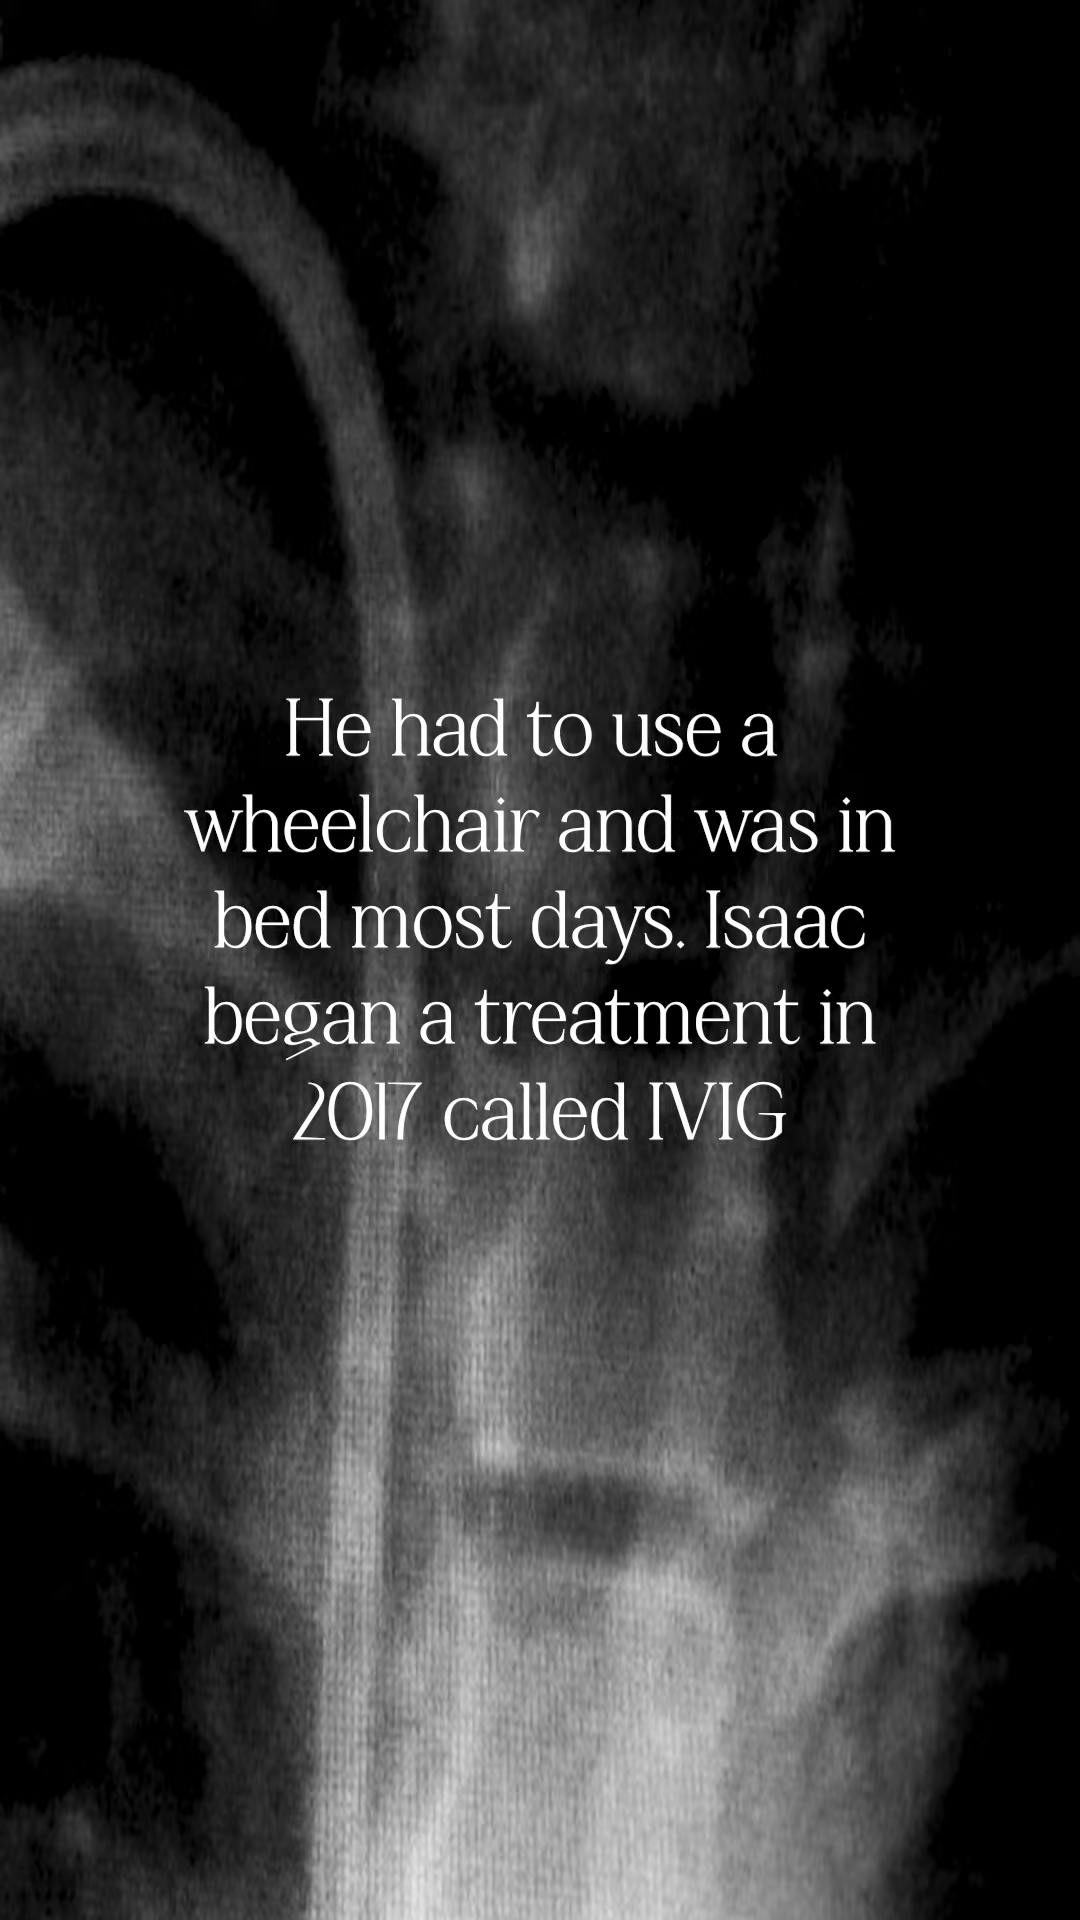 He had to use a
wheelchair and was in
bed most days. Isaac
began a treatment in
2017 called IVIG